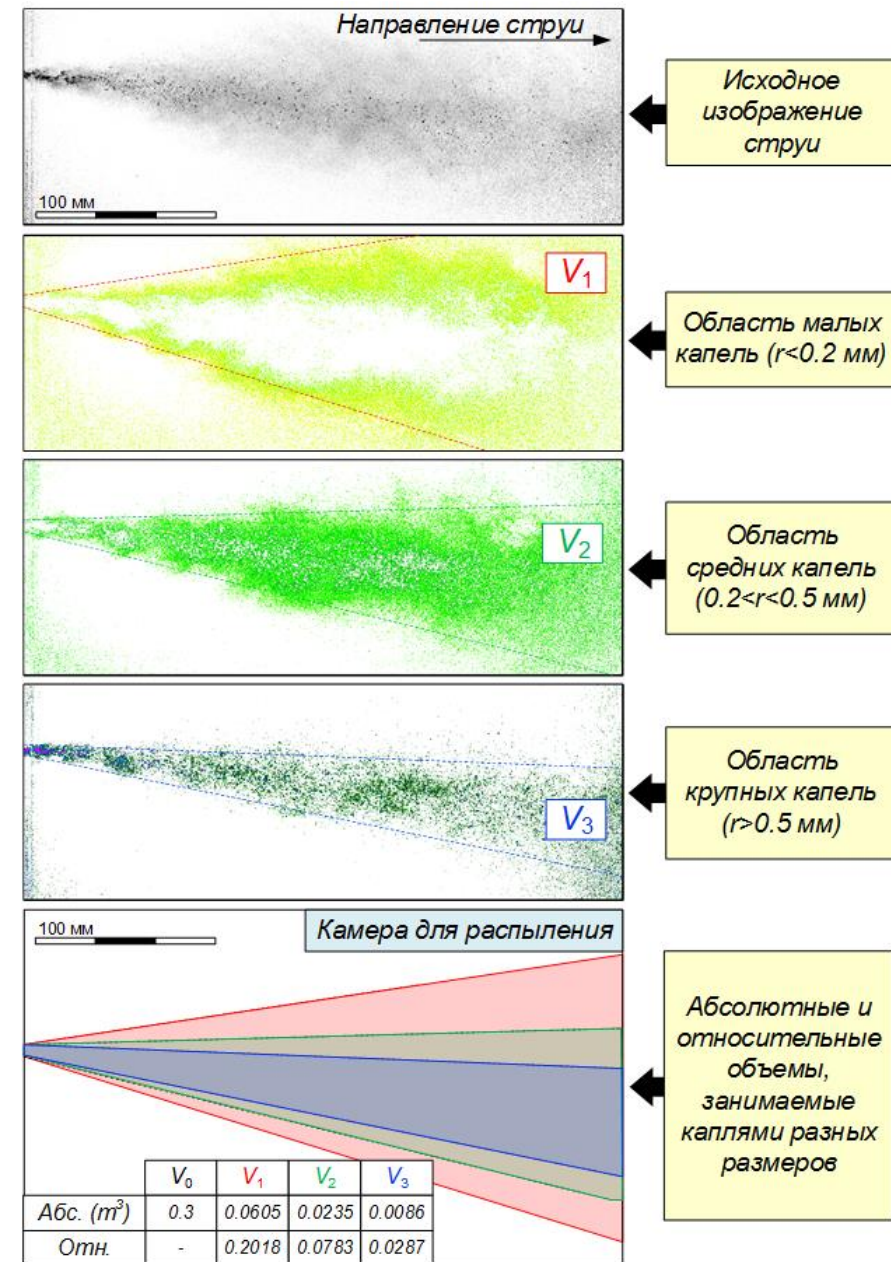 Направление струи
100 мм
Исходное
изображение
струи
V₁
Область малых
капель (r<0.2 мм)
V₂
Область
средних капель
(0.2<r<0.5 мм)
V₃
Область
крупных капель
(r>0.5 мм)
100 мм
Камера для распыления
Абсолютные и
относительные
объемы,
занимаемые
каплями разных
размеров
V₀ V₁ V₂ V₃
Абс. (m³) 0.3 0.0605 0.0235 0.0086
Отн. - 0.2018 0.0783 0.0287